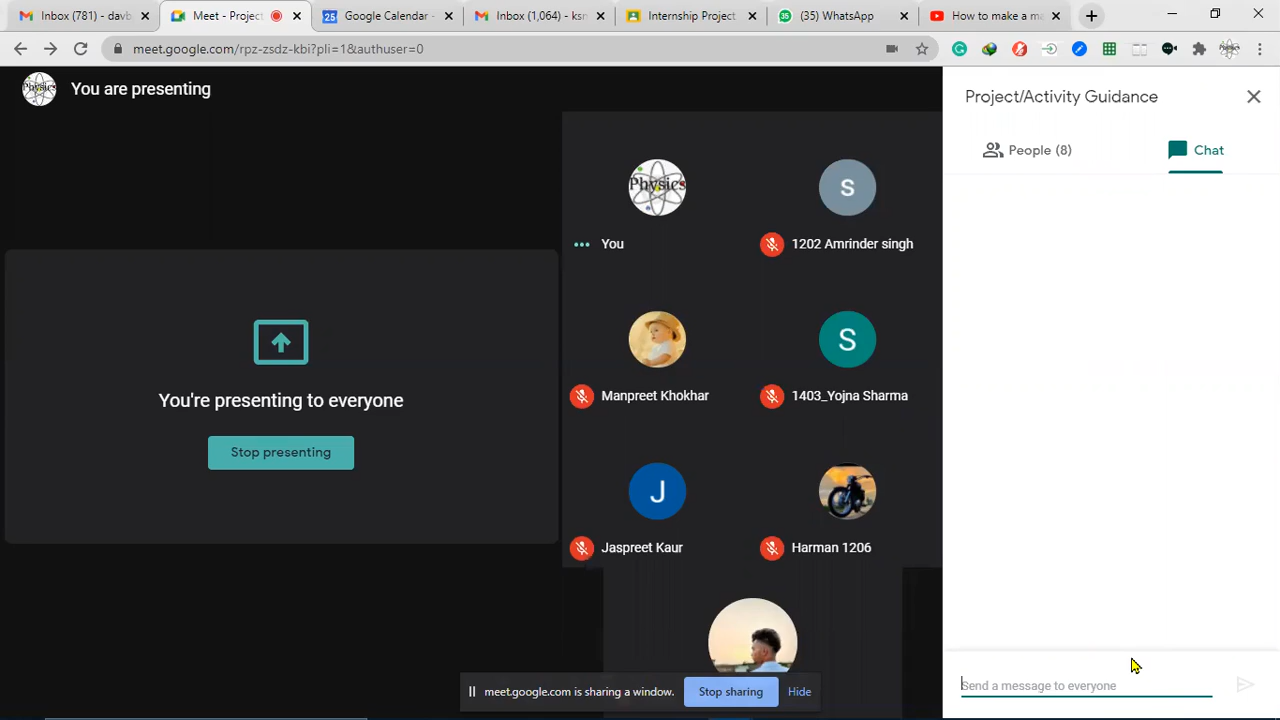 Inbox (781) - davb
Meet - Project
Google Calendar -
Inbox (1,064) - ksr
Internship Project
(35) WhatsApp
How to make a m
meet.google.com/rpz-zsdz-kbi?pli=1&authuser=0
Physics
You are presenting
Project/Activity Guidance
People (8)
Chat
Physics
S
You
1202 Amrinder singh
S
Manpreet Khokhar
1403_Yojna Sharma
You're presenting to everyone
Stop presenting
J
Jaspreet Kaur
Harman 1206
meet.google.com is sharing a window.
Stop sharing
Hide
Send a message to everyone